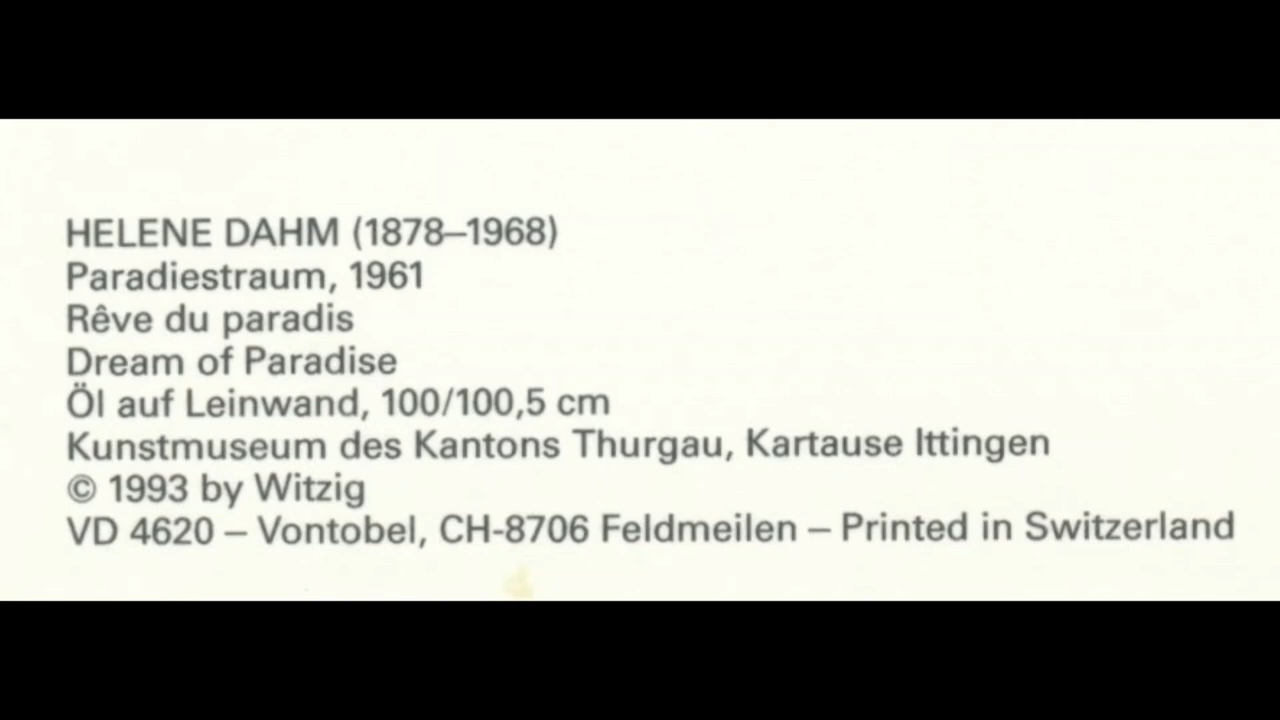 HELENE DAHM (1878–1968)
Paradiestraum, 1961
Rêve du paradis
Dream of Paradise
Öl auf Leinwand, 100/100,5 cm
Kunstmuseum des Kantons Thurgau, Kartause Ittingen
© 1993 by Witzig
VD 4620 – Vontobel, CH-8706 Feldmeilen – Printed in Switzerland